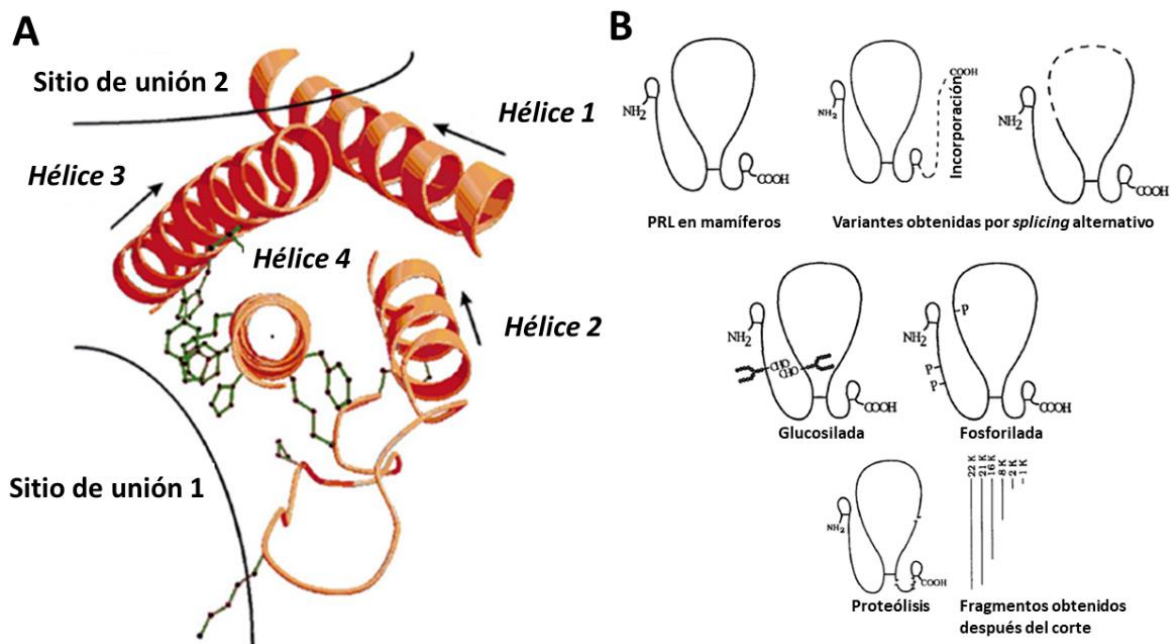 A
Sitio de unión 2
Hélice 1
Hélice 3
Hélice 4
Hélice 2
Sitio de unión 1
B
NH2
COOH
PRL en mamíferos
NH2
COOH
Incorporación
NH2
COOH
Variantes obtenidas por splicing alternativo
NH2
CHO
CHO
COOH
Glucosilada
NH2
P
P
P
COOH
Fosforilada
NH2
COOH
Proteólisis
22 K
21 K
16 K
8 K
2 K
1 K
Fragmentos obtenidos
después del corte